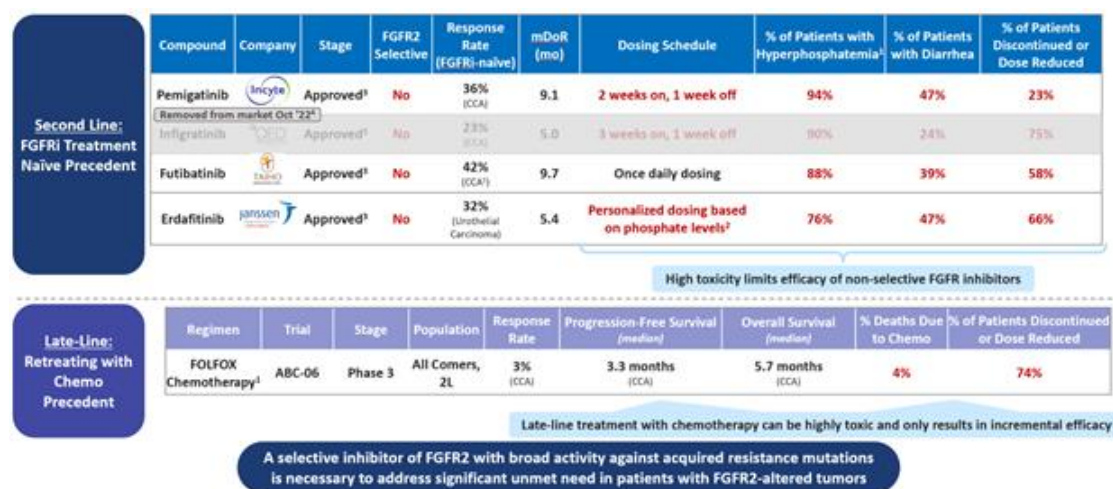 Compound
Company
Stage
FGFR2
Selective
Response
Rate
(FGFRi-naïve)
mDoR
(mo)
Dosing Schedule
% of Patients with
Hyperphosphatemia¹
% of Patients
with Diarrhea
% of Patients
Discontinued or
Dose Reduced
Second Line:
FGFRi Treatment
Naïve Precedent
Pemigatinib
Incyte
Approved³
No
36%
(CCA)
9.1
2 weeks on, 1 week off
94%
47%
23%
Removed from market Oct '22⁴
Infigratinib
Approved³
No
23%
(CCA)
5.0
3 weeks on, 1 week off
90%
24%
75%
Futibatinib
TAIHO
Approved³
No
42%
9.7
Once daily dosing
88%
39%
58%
Erdafitinib
janssen
Approved³
No
32%
(Urothelial
Carcinoma)
5.4
Personalized dosing based
on phosphate levels²
76%
47%
66%
High toxicity limits efficacy of non-selective FGFR inhibitors
Late-Line:
Retreating with
Chemo
Precedent
Regimen
Trial
Stage
Population
Response
Rate
Progression-Free Survival
(median)
Overall Survival
(median)
% Deaths Due
to Chemo
% of Patients Discontinued
or Dose Reduced
FOLFOX
Chemotherapy¹
ABC-06
Phase 3
All Comers,
2L
3%
(CCA)
3.3 months
(CCA)
5.7 months
(CCA)
4%
74%
Late-line treatment with chemotherapy can be highly toxic and only results in incremental efficacy
A selective inhibitor of FGFR2 with broad activity against acquired resistance mutations
is necessary to address significant unmet need in patients with FGFR2-altered tumors